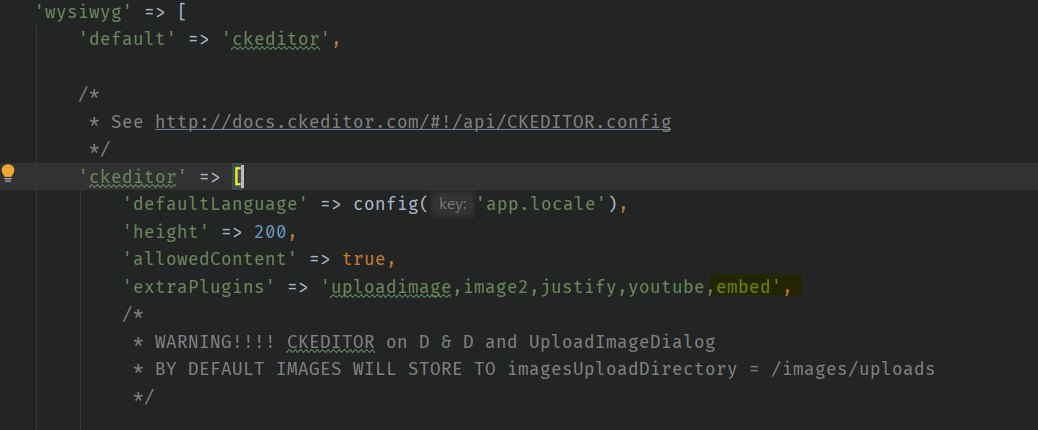 'wysiwyg' => [
'default' => 'ckeditor',
/*
* See http://docs.ckeditor.com/#!/api/CKEDITOR.config
*/
'ckeditor' => [
'defaultLanguage' => config( key: 'app.locale'),
'height' => 200,
'allowedContent' => true,
'extraPlugins' => 'uploadimage,image2,justify,youtube,embed',
/*
* WARNING!!!! CKEDITOR on D & D and UploadImageDialog
* BY DEFAULT IMAGES WILL STORE TO imagesUploadDirectory = /images/uploads
*/